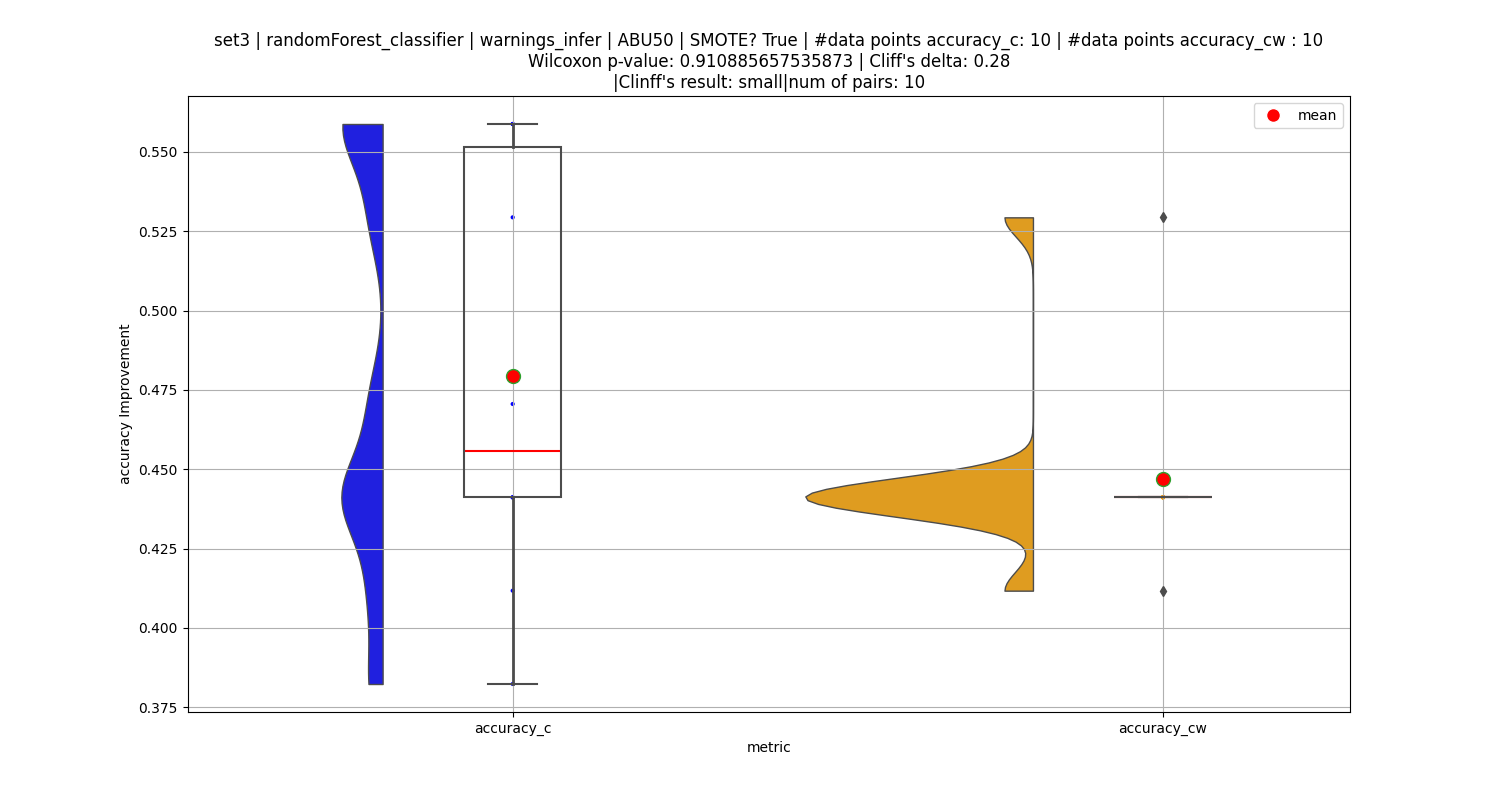 set3 | randomForest_classifier | warnings_infer | ABU50 | SMOTE? True | #data points accuracy_c: 10 | #data points accuracy_cw : 10
Wilcoxon p-value: 0.910885657535873 | Cliff's delta: 0.28
|Clinff's result: small|num of pairs: 10
mean
accuracy Improvement
0.550
0.525
0.500
0.475
0.450
0.425
0.400
0.375
accuracy_c
accuracy_cw
metric